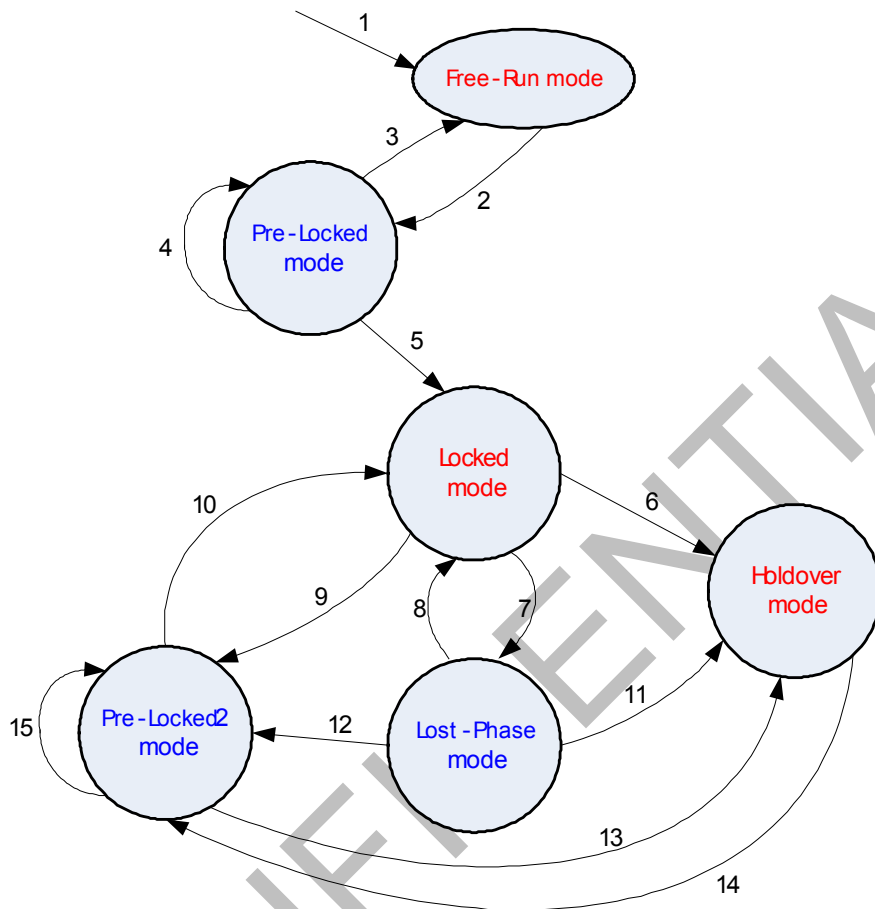 1
Free-Run mode
3
2
Pre-Locked
mode
4
5
Locked
mode
10
6
Holdover
mode
9
8
7
11
Pre-Locked2
mode
15
12
Lost-Phase
mode
13
14